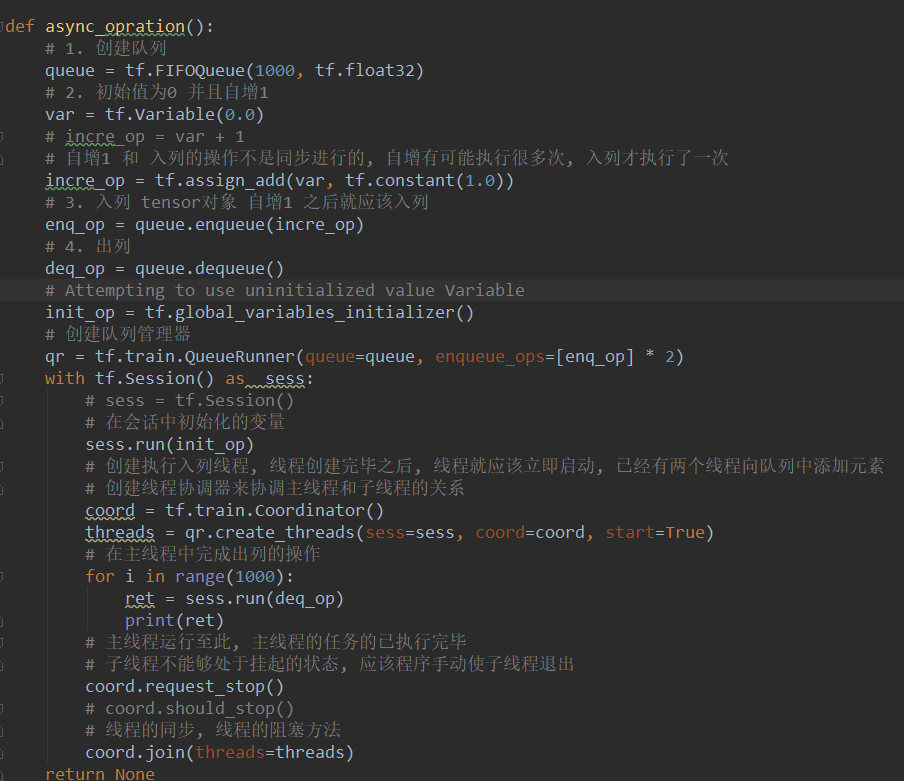 def async_opration():
    # 1. 创建队列
    queue = tf.FIFOQueue(1000, tf.float32)
    # 2. 初始值为0 并且自增1
    var = tf.Variable(0.0)
    # incre_op = var + 1
    # 自增1 和 入列的操作不是同步进行的, 自增有可能执行很多次, 入列才执行了一次
    incre_op = tf.assign_add(var, tf.constant(1.0))
    # 3. 入列 tensor对象 自增1 之后就应该入列
    enq_op = queue.enqueue(incre_op)
    # 4. 出列
    deq_op = queue.dequeue()
    # Attempting to use uninitialized value Variable
    init_op = tf.global_variables_initializer()
    # 创建队列管理器
    qr = tf.train.QueueRunner(queue=queue, enqueue_ops=[enq_op] * 2)
    with tf.Session() as  sess:
        # sess = tf.Session()
        # 在会话中初始化的变量
        sess.run(init_op)
        # 创建执行入列线程, 线程创建完毕之后, 线程就应该立即启动, 已经有两个线程向队列中添加元素
        # 创建线程协调器来协调主线程和子线程的关系
        coord = tf.train.Coordinator()
        threads = qr.create_threads(sess=sess, coord=coord, start=True)
        # 在主线程中完成出列的操作
        for i in range(1000):
            ret = sess.run(deq_op)
            print(ret)
        # 主线程运行至此, 主线程的任务的已执行完毕
        # 子线程不能够处于挂起的状态, 应该程序手动使子线程退出
        coord.request_stop()
        # coord.should_stop()
        # 线程的同步, 线程的阻塞方法
        coord.join(threads=threads)
    return None